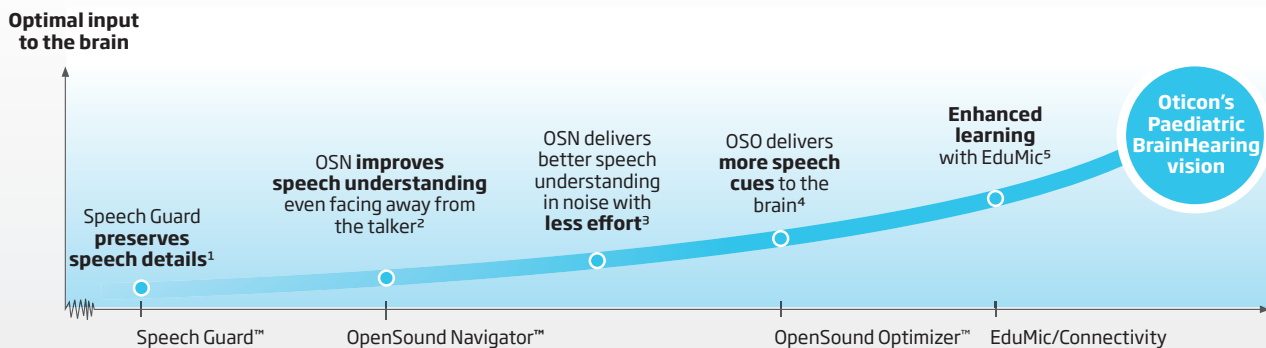 Optimal input
to the brain
Speech Guard
preserves
speech details¹
OSN improves
speech understanding
even facing away from
the talker²
OSN delivers
better speech
understanding
in noise with
less effort³
OSO delivers
more speech
cues to the
brain⁴
Enhanced
learning
with EduMic⁵
Oticon's
Paediatric
BrainHearing
vision
Speech Guard™
OpenSound Navigator™
OpenSound Optimizer™
EduMic/Connectivity